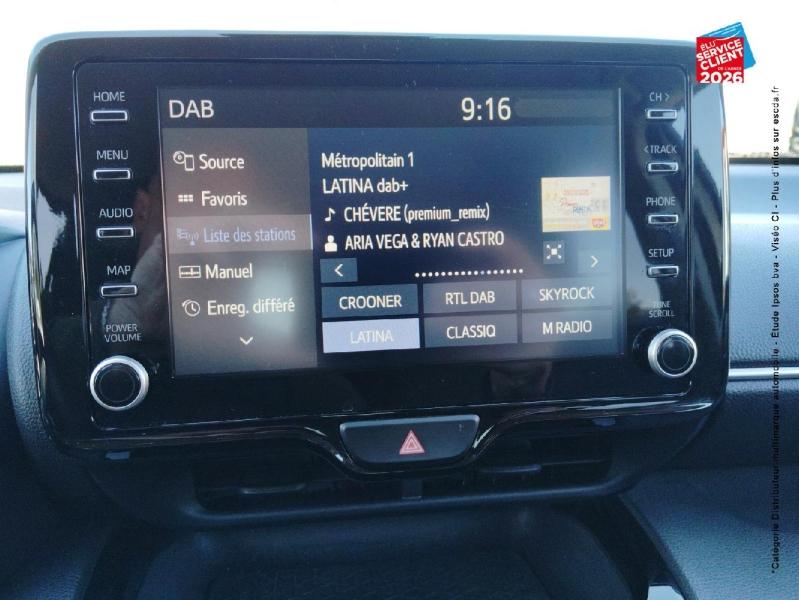 ÉLU
SERVICE
CLIENT
DE L'ANNÉE
2026
HOME
MENU
AUDIO
MAP
POWER
VOLUME
DAB
9:16
Source
Favoris
Liste des stations
Manuel
Enreg. différé
Métropolitain 1
LATINA dab+
CHÉVERE (premium_remix)
ARIA VEGA & RYAN CASTRO
CROONER
RTL DAB
SKYROCK
LATINA
CLASSIQ
M RADIO
CH >
< TRACK
PHONE
SETUP
TUNE
SCROLL
*Catégorie Distributeur multimarque automobile - Étude Ipsos bva - Viséo CI - Plus d'infos sur escda.fr